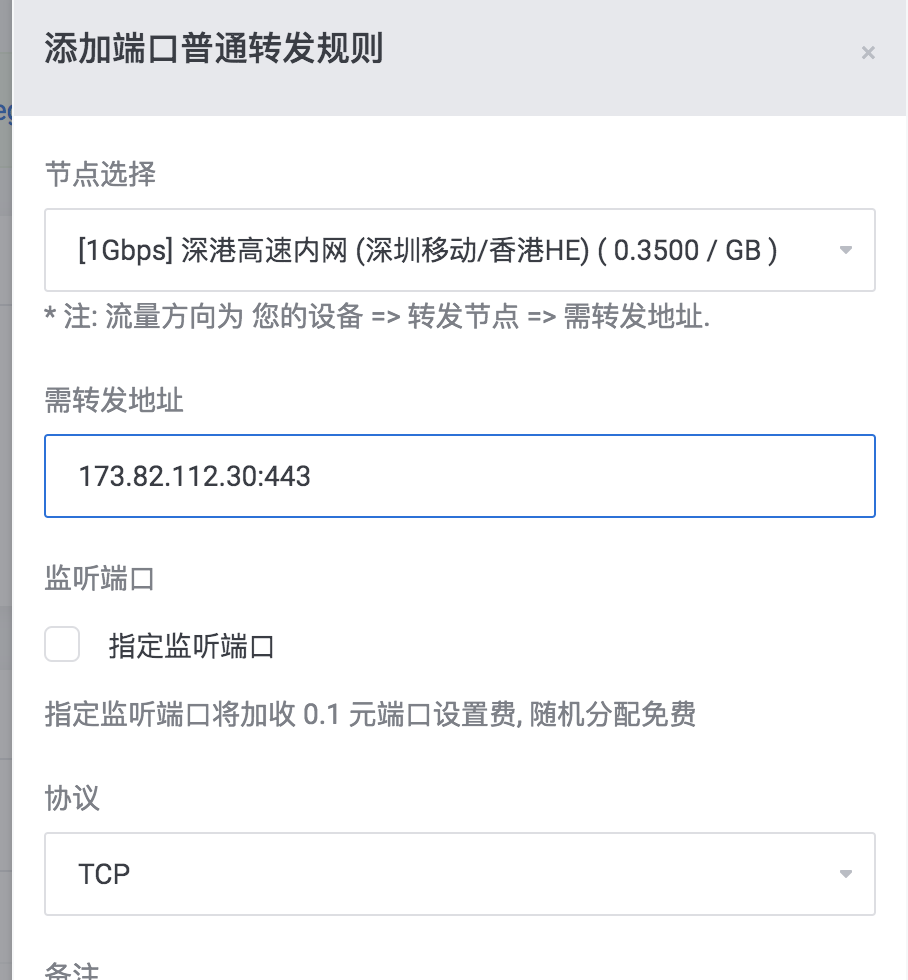 添加端口普通转发规则
×
节点选择
[1Gbps] 深港高速内网 (深圳移动/香港HE) ( 0.3500 / GB )
* 注: 流量方向为 您的设备 => 转发节点 => 需转发地址.
需转发地址
173.82.112.30:443
监听端口
指定监听端口
指定监听端口将加收 0.1 元端口设置费, 随机分配免费
协议
TCP
备注